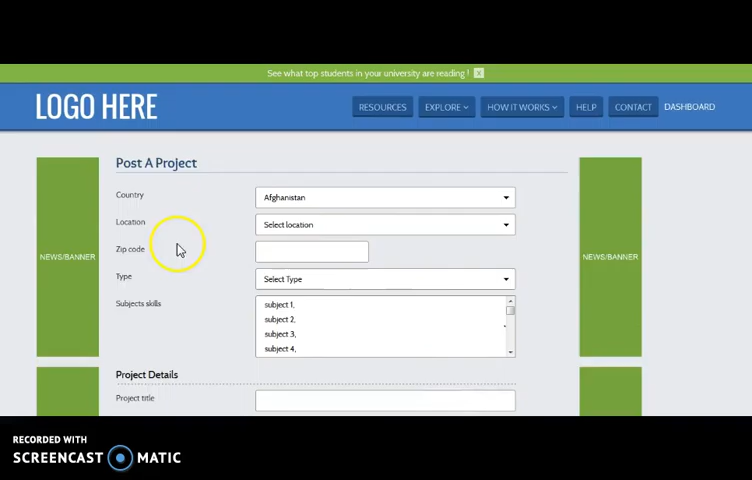 See what top students in your university are reading ! X
LOGO HERE
RESOURCES EXPLORE HOW IT WORKS HELP CONTACT DASHBOARD
Post A Project
Country Afghanistan
Location Select location
NEWS/BANNER Zip code NEWS/BANNER
Type Select Type
Subjects skills subject 1,
subject 2,
subject 3,
subject 4,
Project Details
Project title
RECORDED WITH
SCREENCAST MATIC